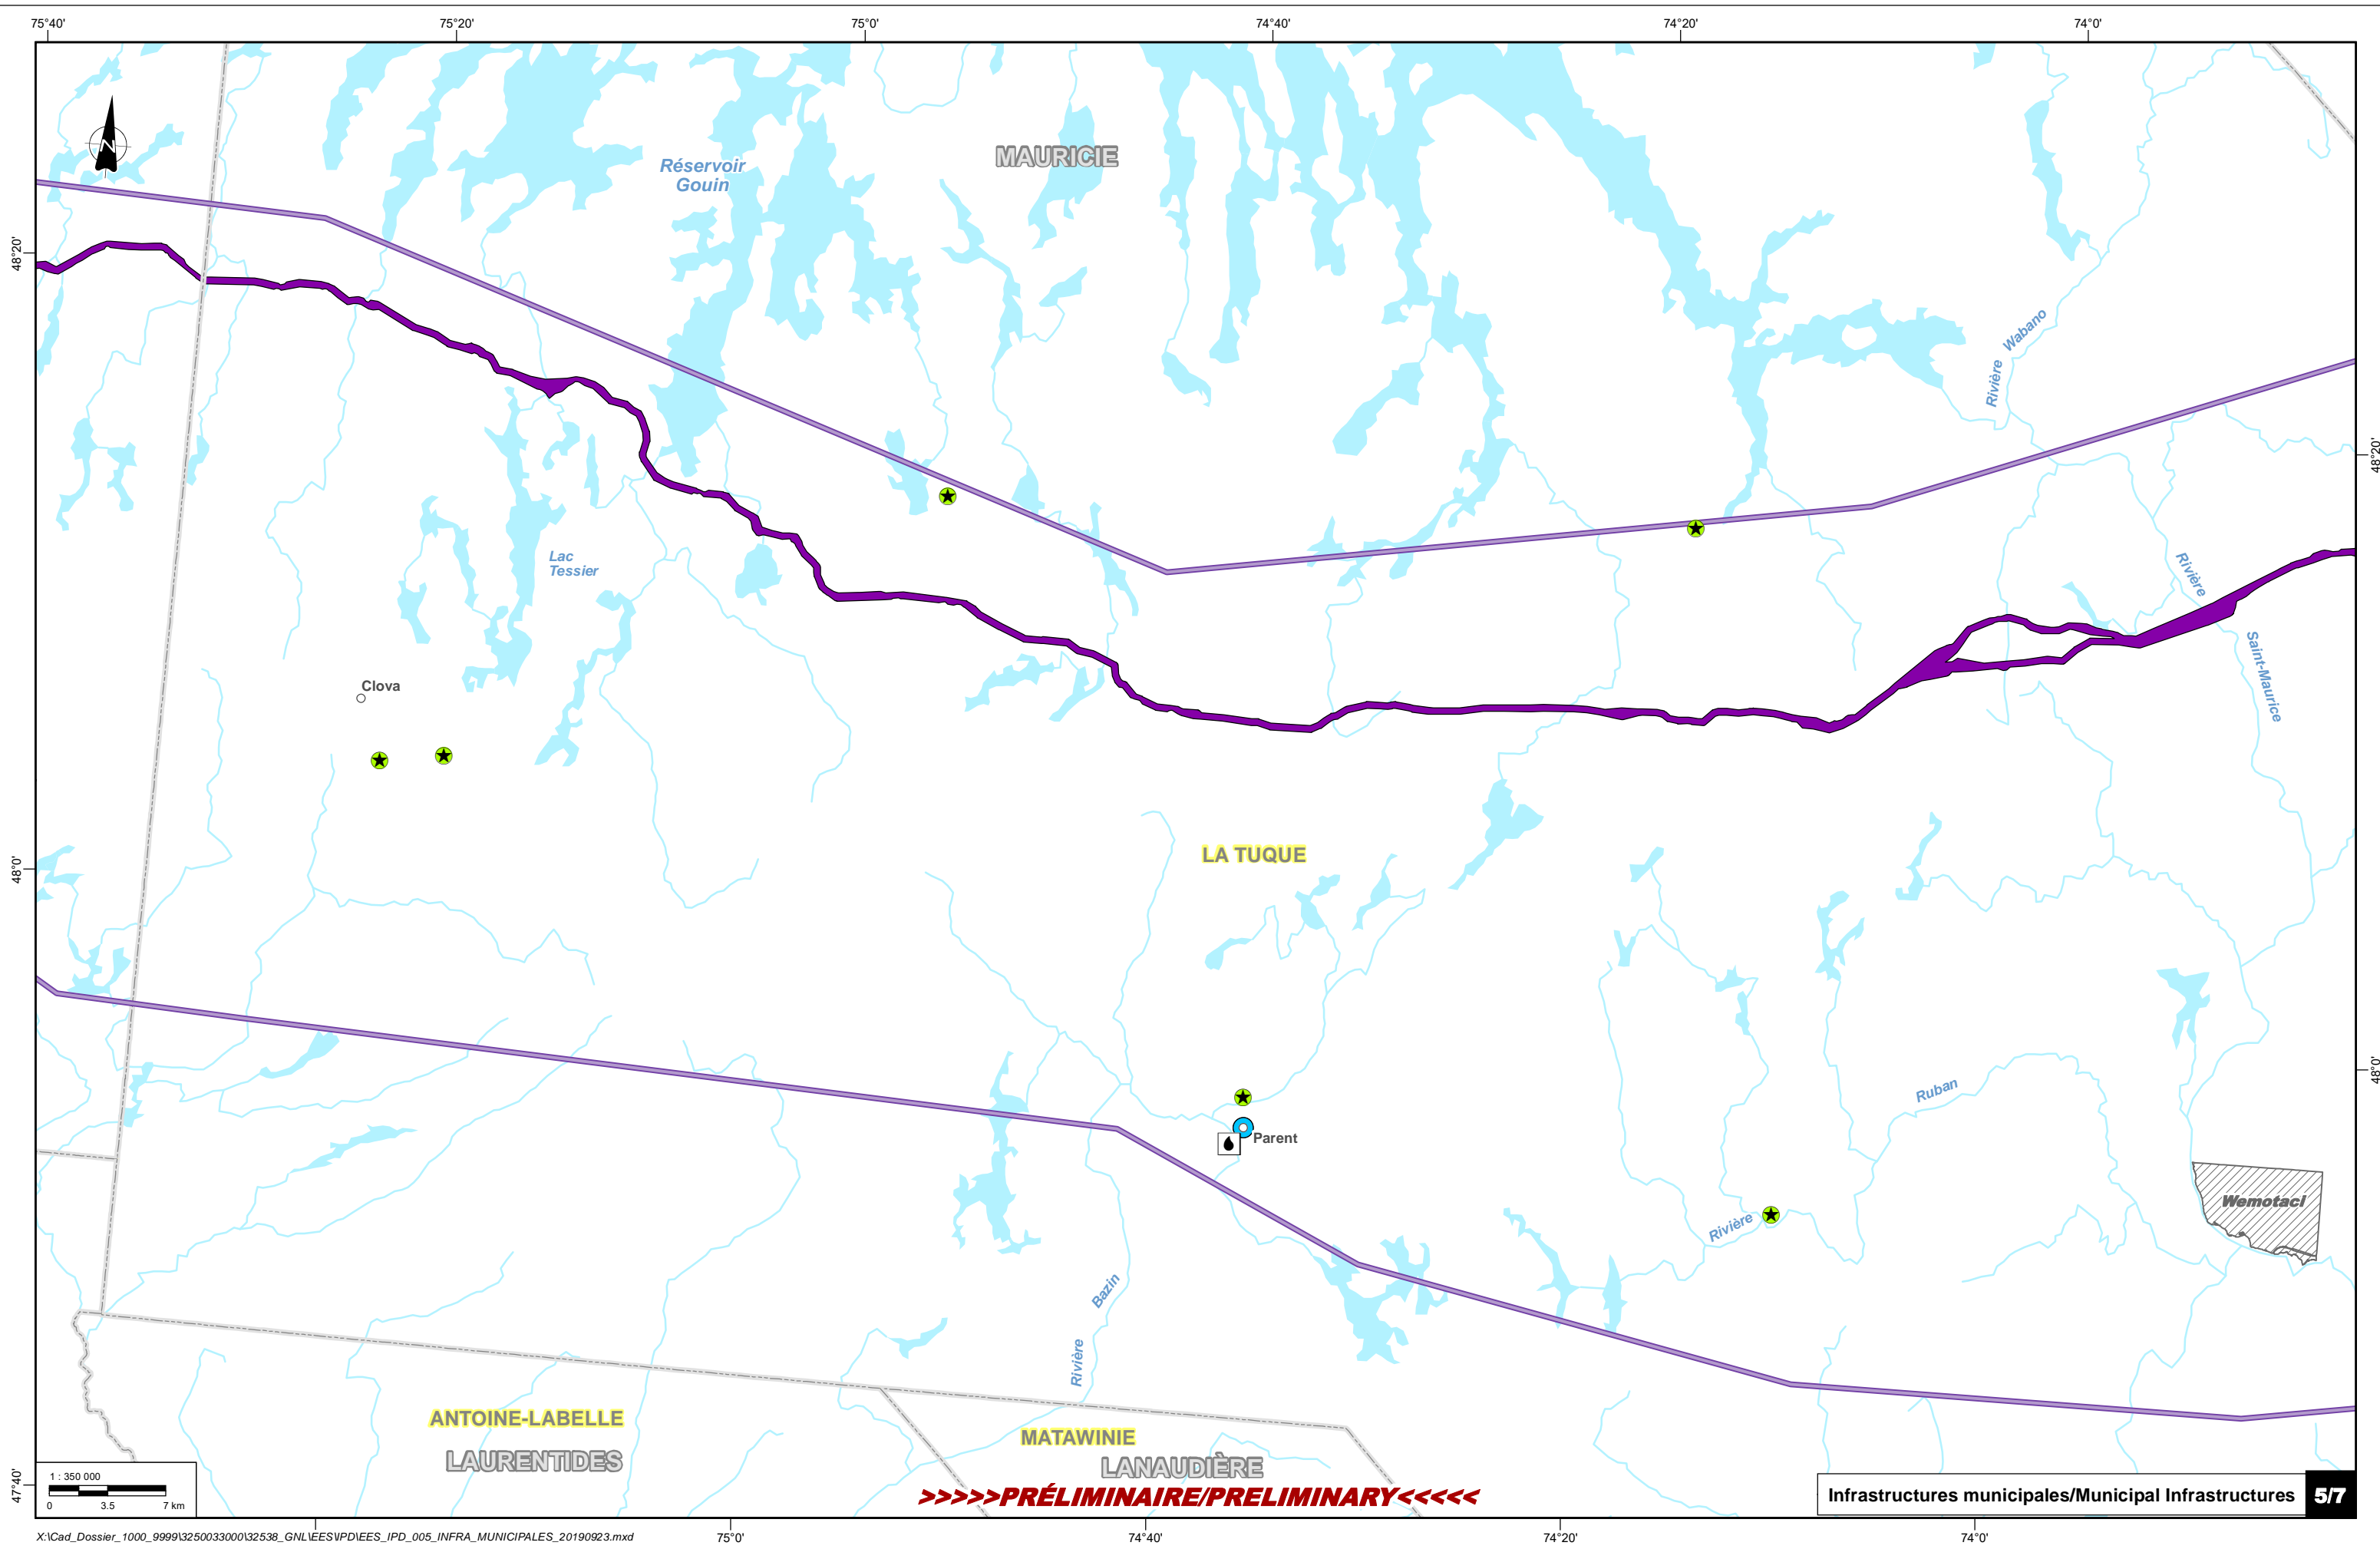 75°40'
75°20'
75°0'
74°40'
74°20'
74°0'
N
MAURICIE
Réservoir
Gouin
48°20'
48°20'
Rivière
Wabano
Lac
Tessier
Rivière
Saint-Maurice
Clova
LA TUQUE
48°0'
48°0'
Ruban
Parent
Rivière
Wemotaci
Bazin
Rivière
ANTOINE-LABELLE
LAURENTIDES
MATAWINIE
LANAUDIÈRE
47°40'
1 : 350 000
0 3.5 7 km
>>>>>PRÉLIMINAIRE/PRELIMINARY<<<<<
Infrastructures municipales/Municipal Infrastructures 5/7
X:\Cad_Dossier_1000_9999\3250033000\32538_GNL\EES\IPD\EES_IPD_005_INFRA_MUNICIPALES_20190923.mxd
75°0'
74°40'
74°20'
74°0'